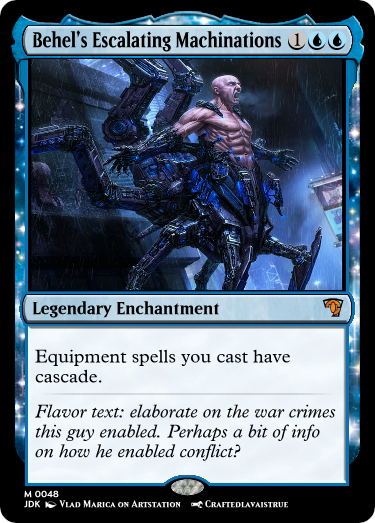 Behel's Escalating Machinations 1
Legendary Enchantment
Equipment spells you cast have
cascade.
Flavor text: elaborate on the war crimes
this guy enabled. Perhaps a bit of info
on how he enabled conflict?
M 0048
JDK Vlad Marica on Artstation Craftedlavaistrue